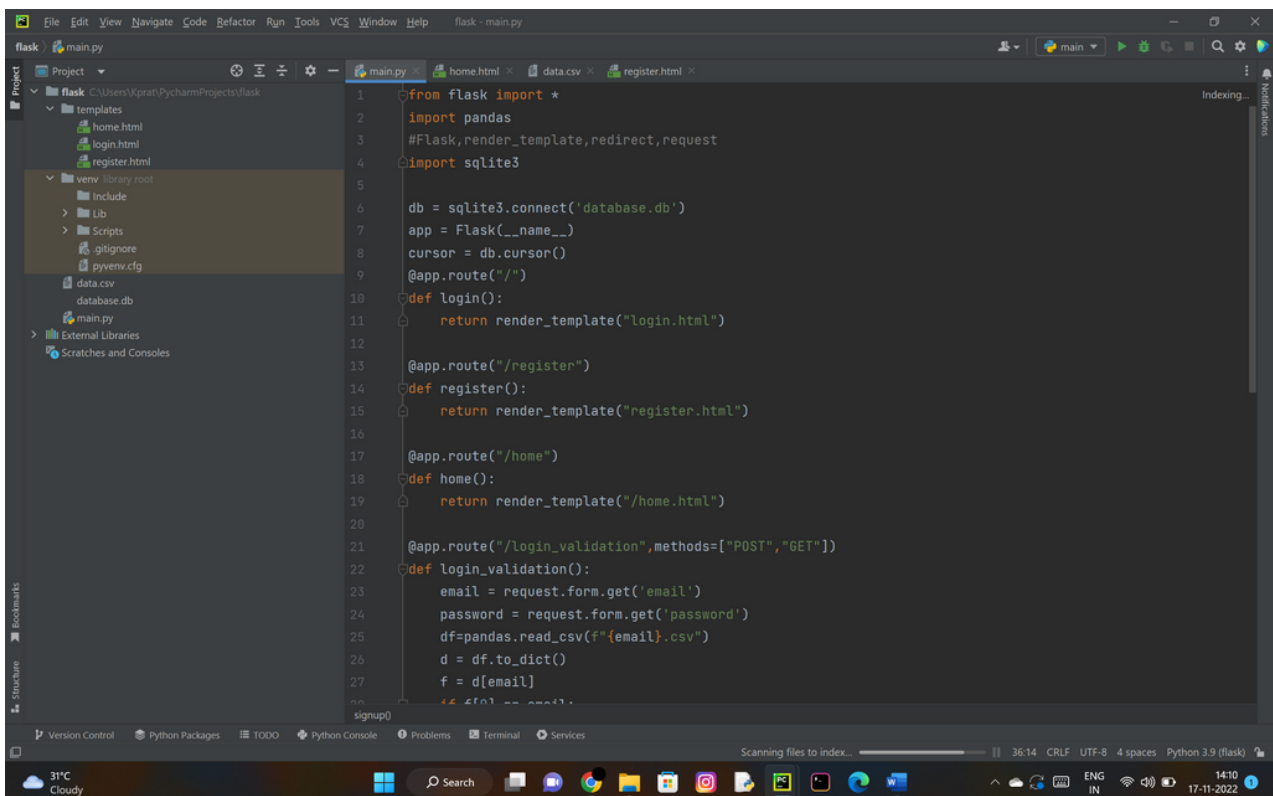 File Edit View Navigate Code Refactor Run Tools VCS Window Help flask - main.py
flask main.py main
Project main.py home.html data.csv register.html
Project
flask C:\Users\Kprat\PycharmProjects\flask
templates
home.html
login.html
register.html
venv library root
Include
Lib
Scripts
.gitignore
pyvenv.cfg
data.csv
database.db
main.py
External Libraries
Scratches and Consoles
Bookmarks
Structure
1 from flask import *
2 import pandas
3 #Flask,render_template,redirect,request
4 import sqlite3
5
6 db = sqlite3.connect('database.db')
7 app = Flask(__name__)
8 cursor = db.cursor()
9 @app.route("/")
10 def login():
11 return render_template("login.html")
12
13 @app.route("/register")
14 def register():
15 return render_template("register.html")
16
17 @app.route("/home")
18 def home():
19 return render_template("/home.html")
20
21 @app.route("/login_validation",methods=["POST","GET"])
22 def login_validation():
23 email = request.form.get('email')
24 password = request.form.get('password')
25 df=pandas.read_csv(f"{email}.csv")
26 d = df.to_dict()
27 f = d[email]
28 if f[0] == email:
signup()
Indexing...
Notifications
Version Control Python Packages TODO Python Console Problems Terminal Services
Scanning files to index... 36:14 CRLF UTF-8 4 spaces Python 3.9 (flask)
31°C
Cloudy
Search
ENG
IN
14:10
17-11-2022
1